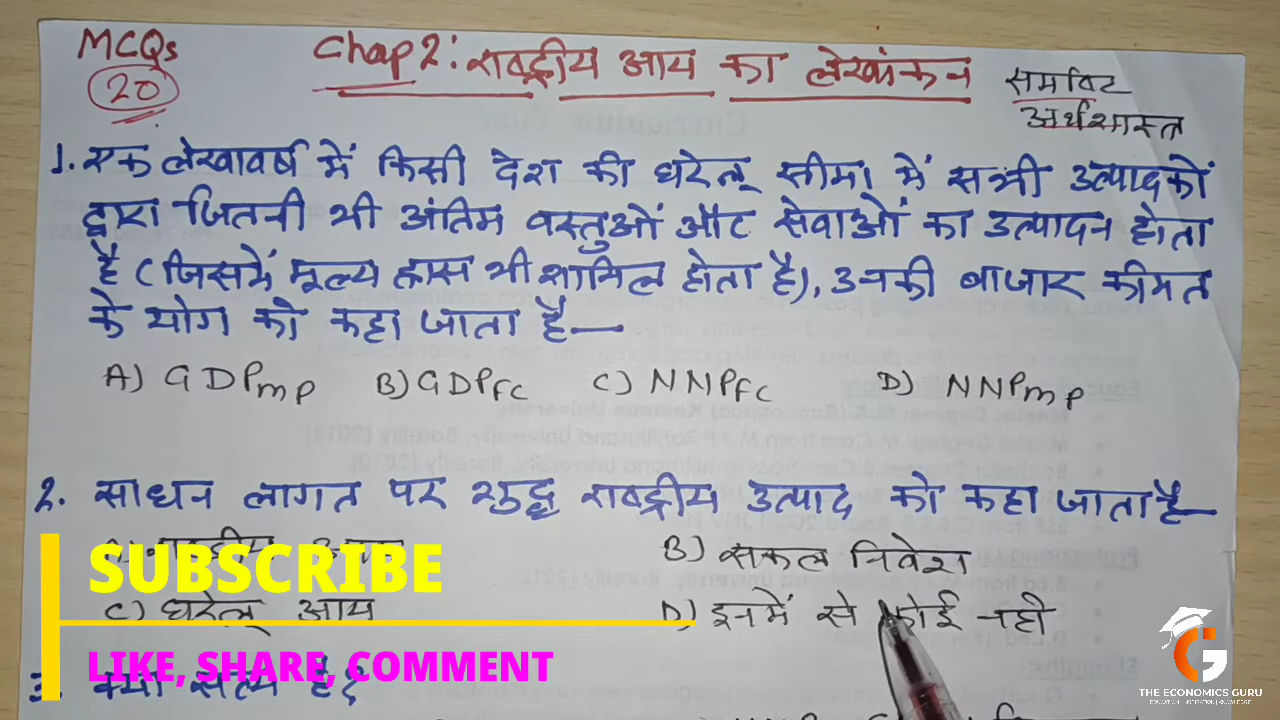 MCQs
20
Chap 2: राष्ट्रीय आय का लेखांकन
समष्टि
अर्थशास्त्र
1. एक लेखावर्ष में किसी देश की घरेलू सीमा में सभी उत्पादकों
द्वारा जितनी भी अंतिम वस्तुओं और सेवाओं का उत्पादन होता
है (जिसमें मूल्य ह्रास भी शामिल होता है), उनकी बाजार कीमत
के योग को कहा जाता है —
A) GDPmp B) GDPFC C) NNPFC D) NNPmp
2. साधन लागत पर शुद्ध राष्ट्रीय उत्पाद को कहा जाता है—
B) सकल निवेश
C) घरेलू आय D) इनमें से कोई नही
SUBSCRIBE
LIKE, SHARE, COMMENT
3. क्या सत्य है?
THE ECONOMICS GURU